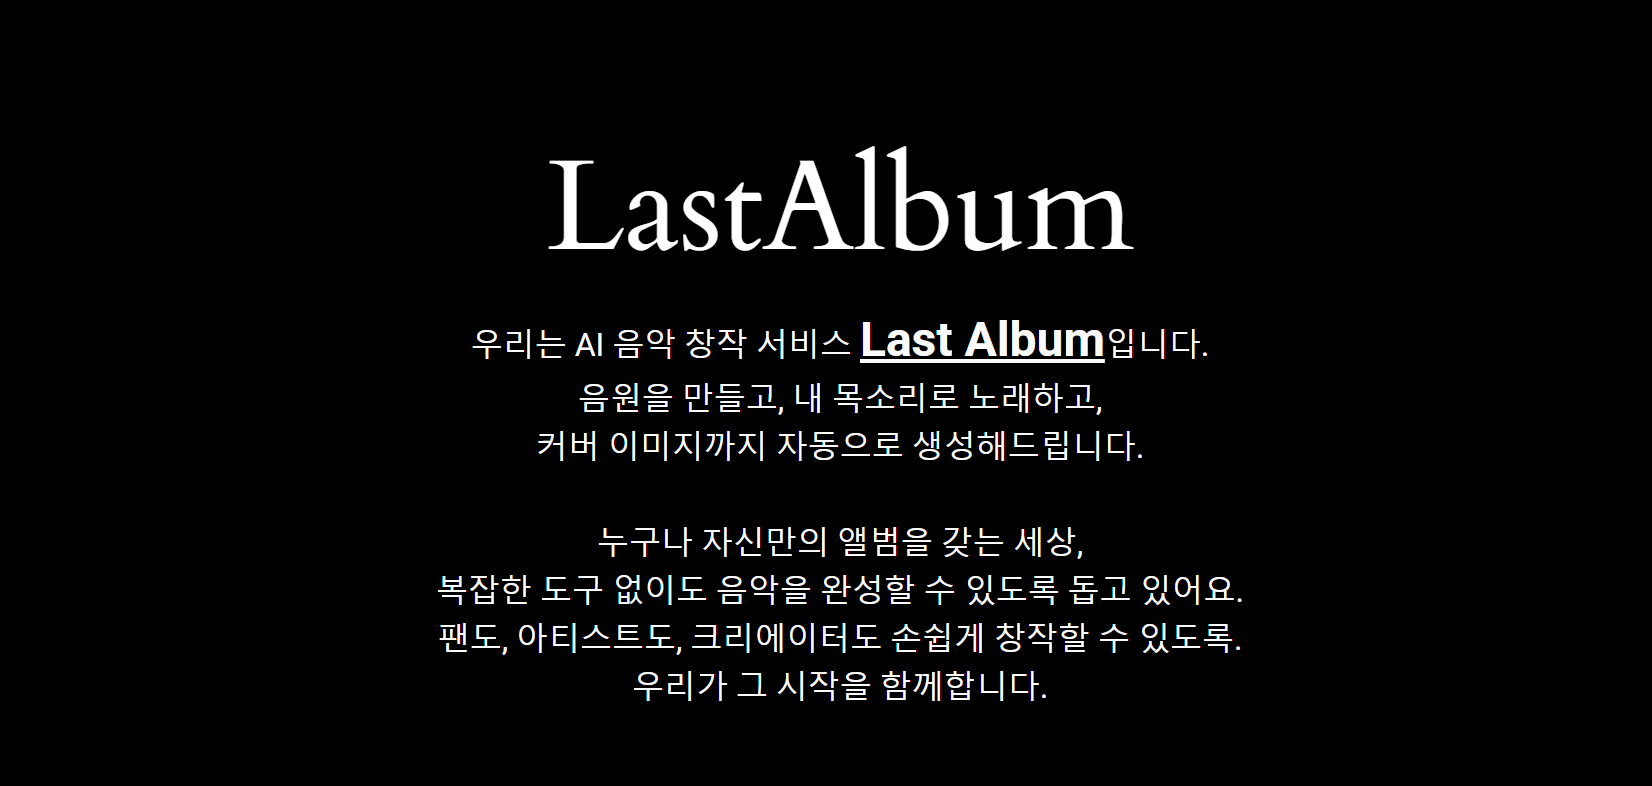 LastAlbum
우리는 AI 음악 창작 서비스 Last Album입니다.
음원을 만들고, 내 목소리로 노래하고,
커버 이미지까지 자동으로 생성해드립니다.
누구나 자신만의 앨범을 갖는 세상,
복잡한 도구 없이도 음악을 완성할 수 있도록 돕고 있어요.
팬도, 아티스트도, 크리에이터도 손쉽게 창작할 수 있도록.
우리가 그 시작을 함께합니다.